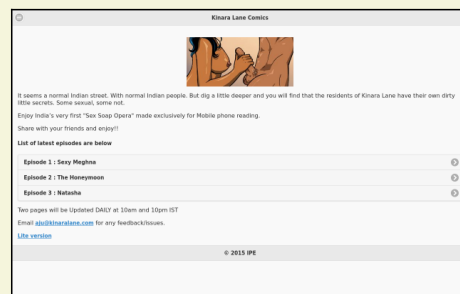 Kinara Lane Comics
It seems a normal Indian street. With normal Indian people. But dig a little deeper and you will find that the residents of Kinara Lane have their own dirty
little secrets. Some sexual, some not.
Enjoy India's very first "Sex Soap Opera" made exclusively for Mobile phone reading.
Share with your friends and enjoy!!
List of latest episodes are below
Episode 1 : Sexy Meghna
Episode 2 : The Honeymoon
Episode 3 : Natasha
Two pages will be Updated DAILY at 10am and 10pm IST
Email aju@kinaralane.com for any feedback/issues.
Lite version
© 2015 IPE